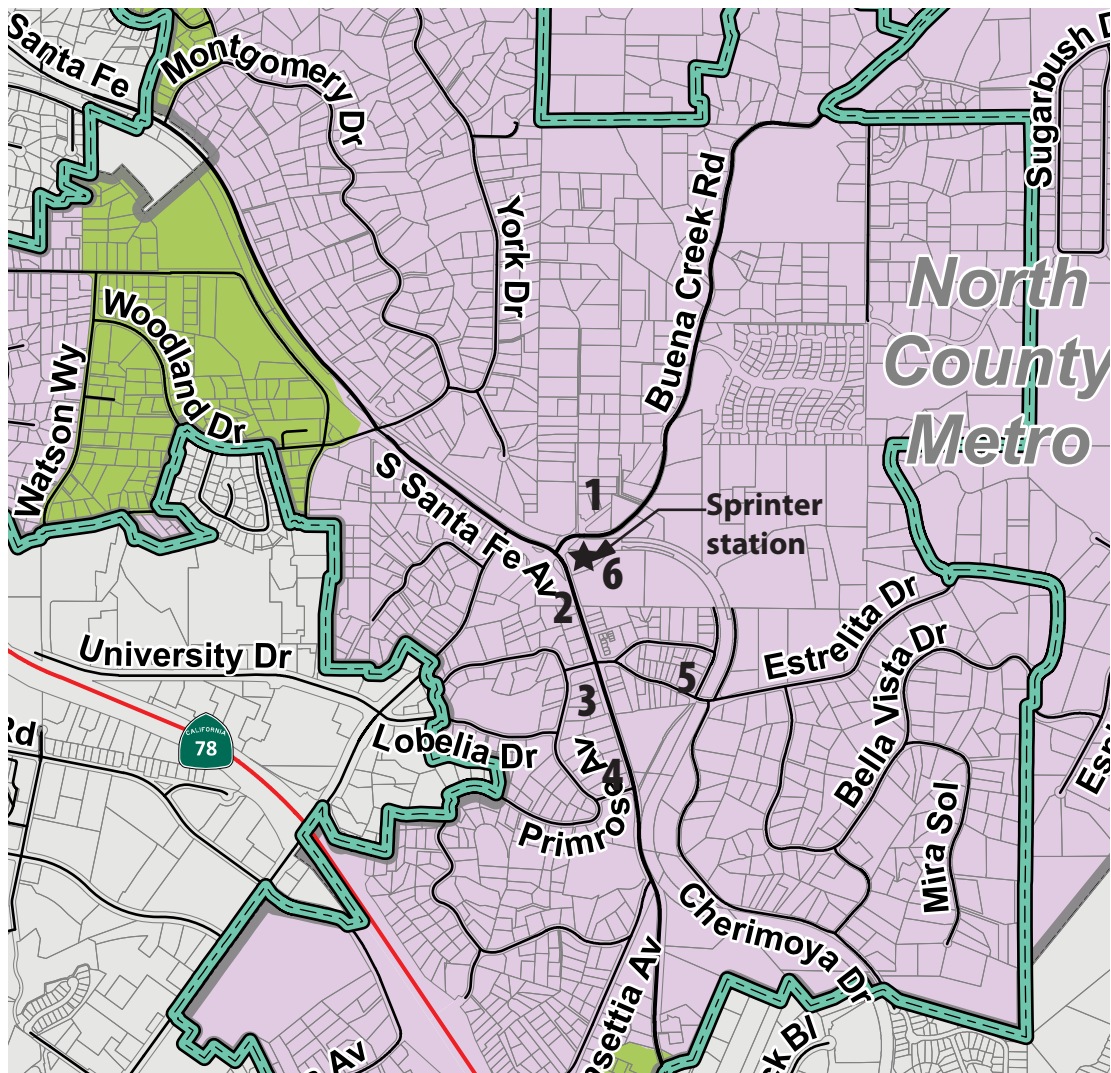 Santa Fe
Montgomery Dr
Sugarbush
York Dr
Buena Creek Rd
North
County
Metro
Woodland Dr
Watson Wy
S Santa Fe Av
1
Sprinter
station
6
2
University Dr
Estrelita Dr
Bella Vista Dr
5
3
Rd
CALIFORNIA
78
Lobelia Dr
4
Primrose Av
Mira Sol
Cherimoya Dr
Av